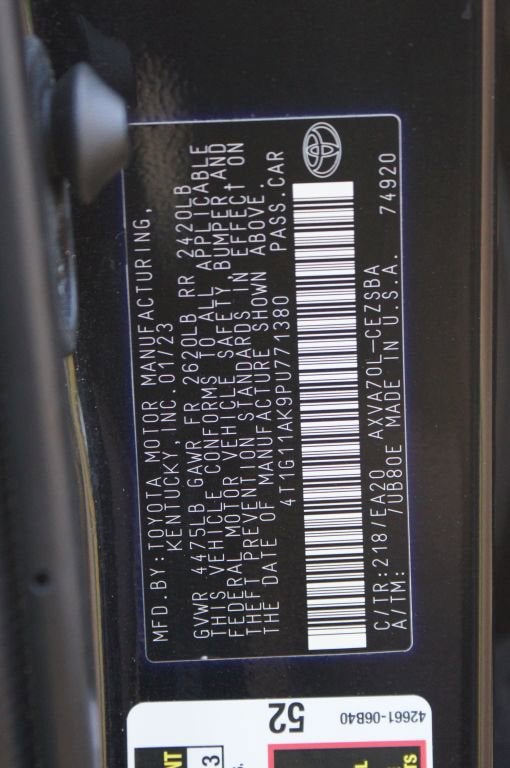 MFD. BY: TOYOTA MOTOR MANUFACTURING,
KENTUCKY, INC. 01/23
GVWR 4475LB GAWR FR 2620LB RR 2420LB
THIS VEHICLE CONFORMS TO ALL APPLICABLE
FEDERAL MOTOR VEHICLE SAFETY BUMPER, AND
THEFT PREVENTION STANDARDS IN EFFECT ON
THE DATE OF MANUFACTURE SHOWN ABOVE.
4T1G11AK9PU771380 PASS. CAR
C/TR: 218/EA20 AXVA70L-CEZSBA
A/TM: /UB80E MADE IN U.S.A. 74920
52
42661-06B40